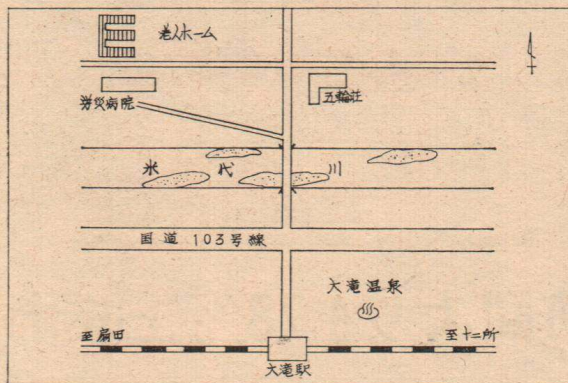 老人ホーム
労災病院
五輪荘
米代川
国道 103号線
大滝温泉
至扇田
至十二所
大滝駅